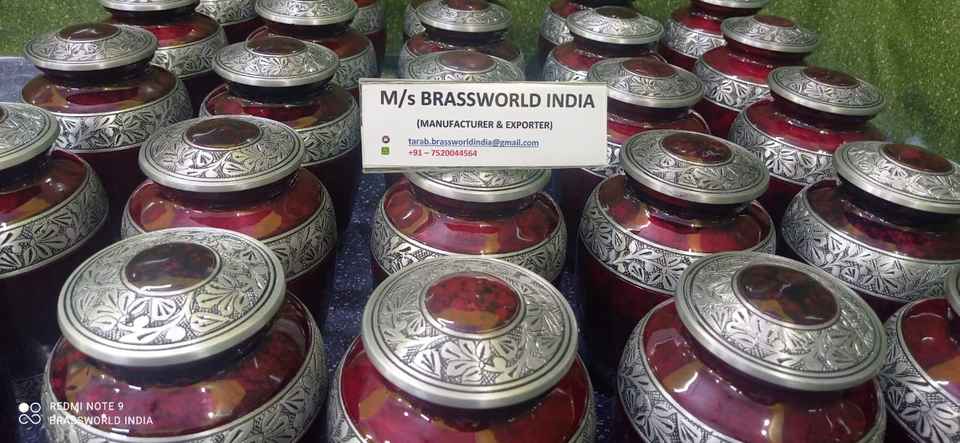 M/s BRASSWORLD INDIA
(MANUFACTURER & EXPORTER)
tarab.brassworldindia@gmail.com
+91 – 7520044564
REDMI NOTE 9
BRASSWORLD INDIA